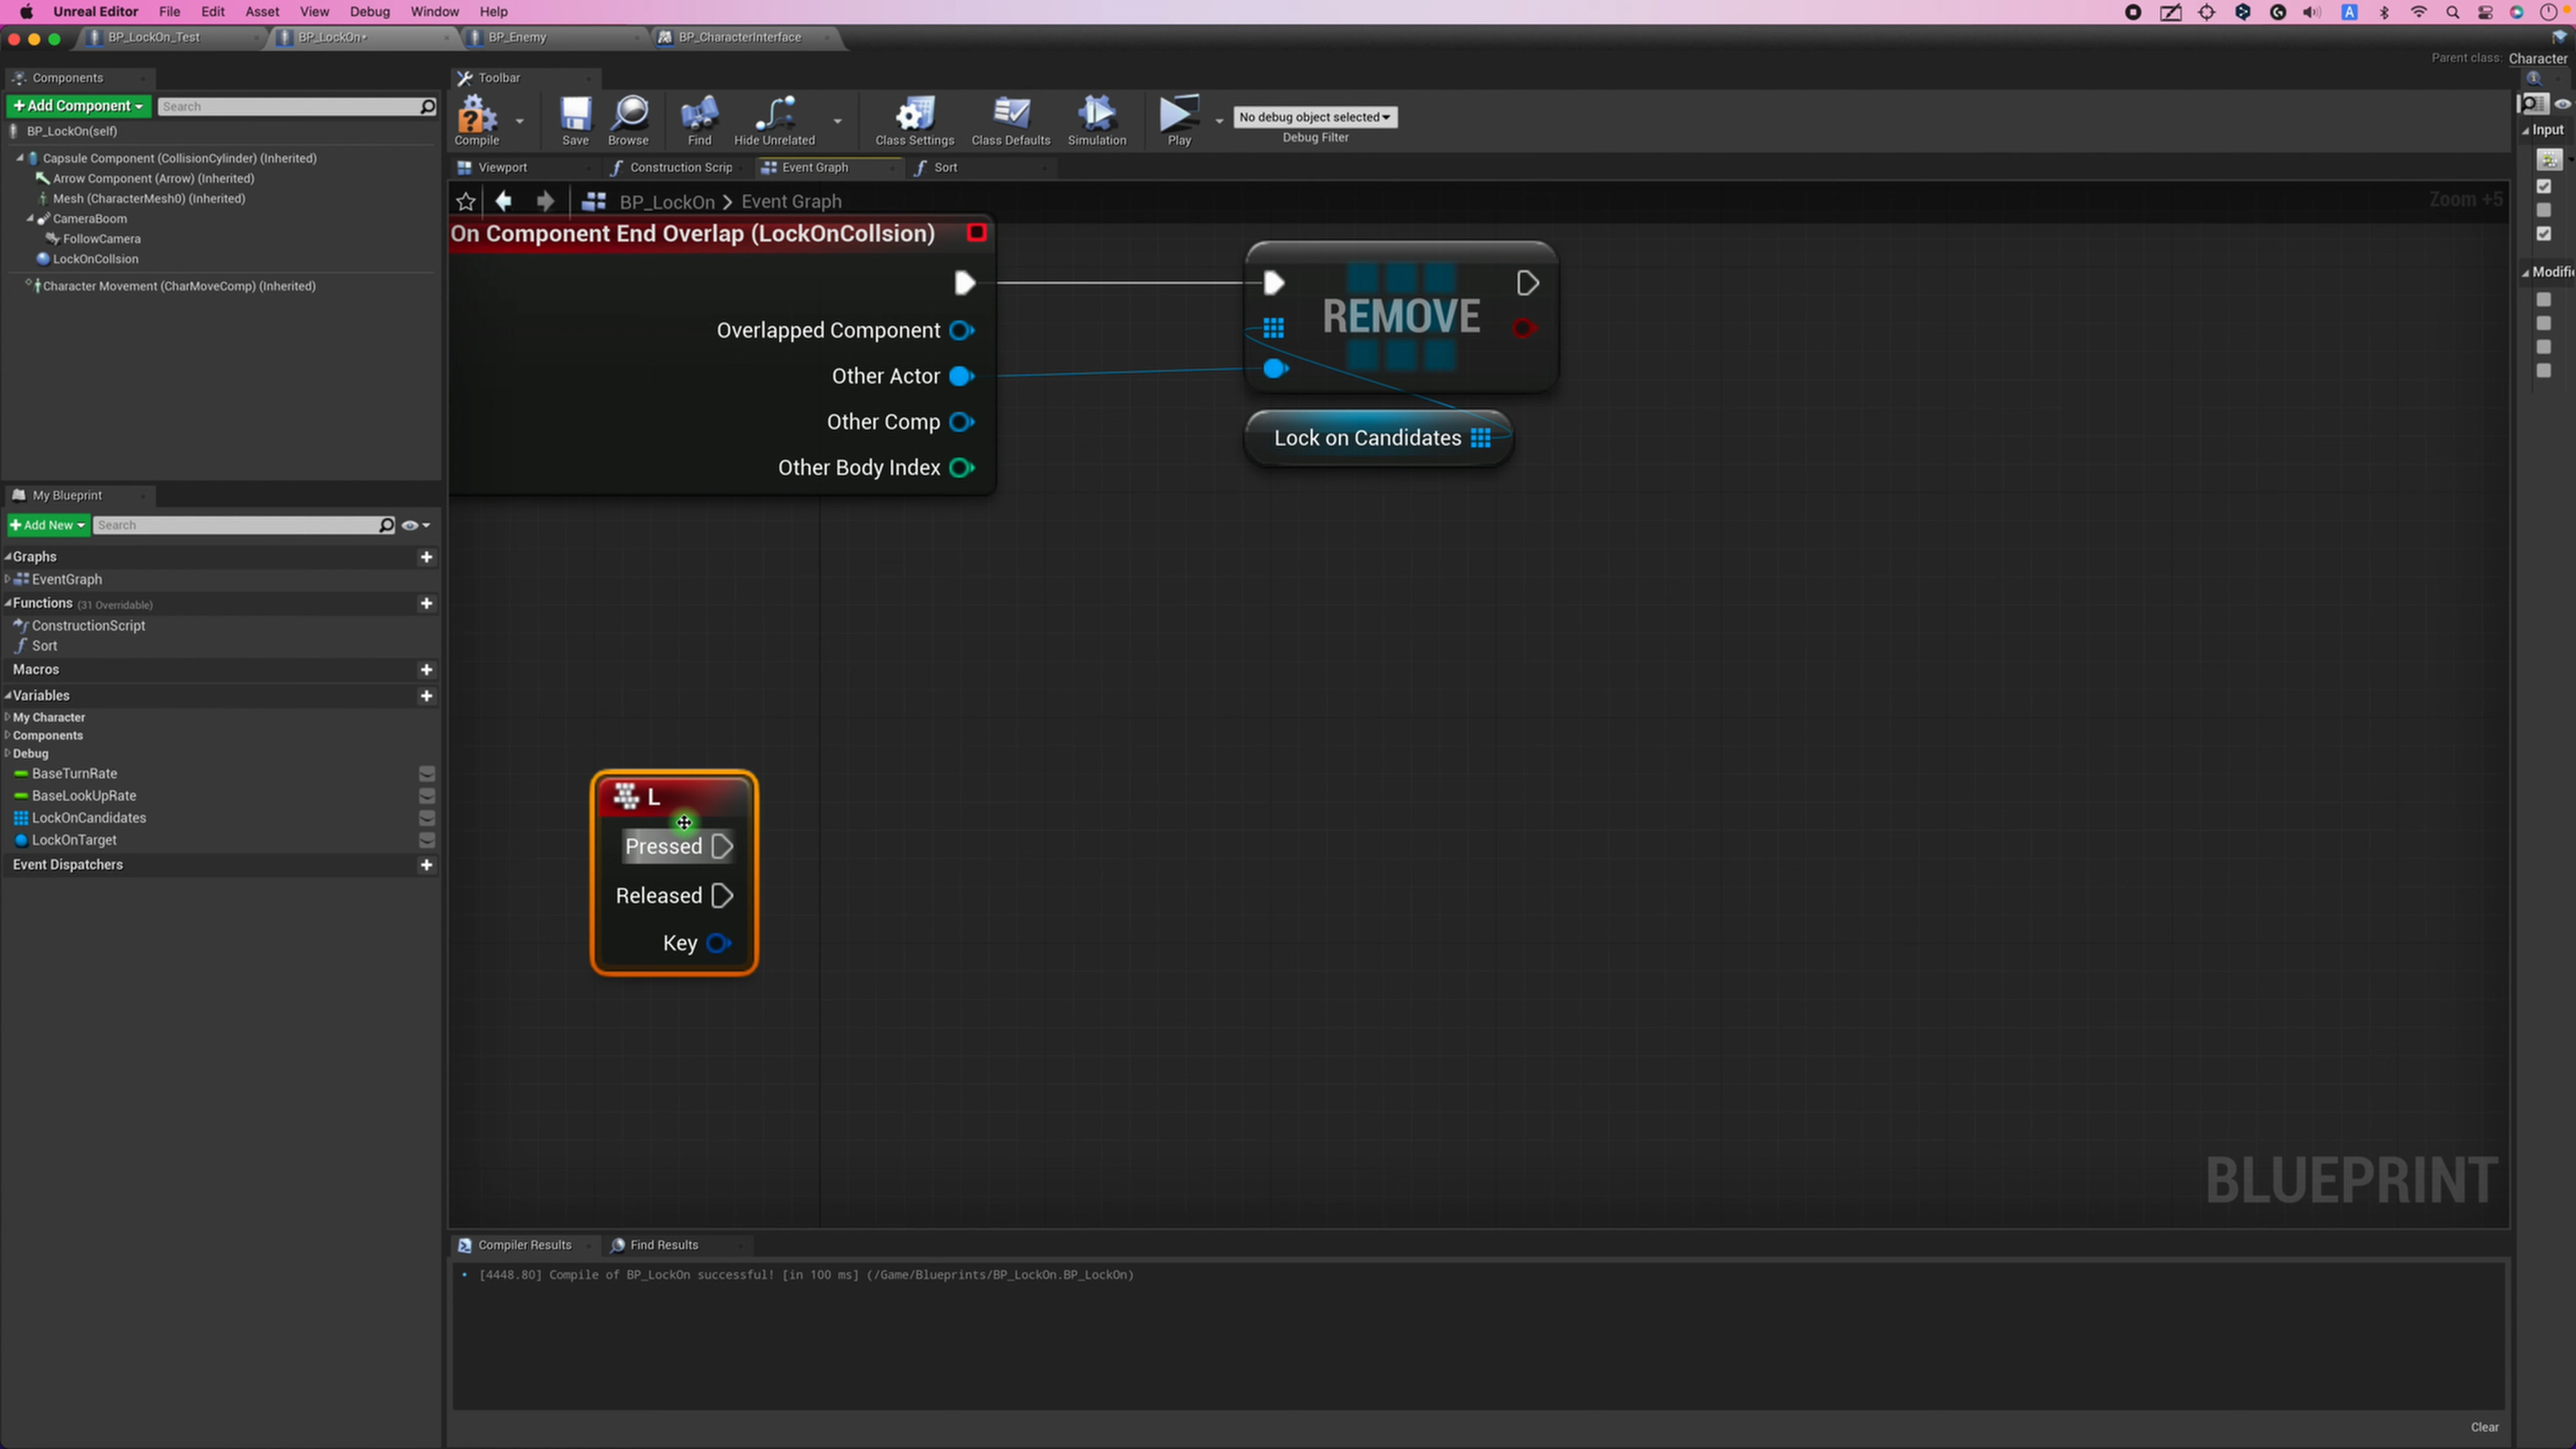 Unreal Editor File Edit Asset View Debug Window Help
BP_LockOn_Test BP_LockOn• BP_Enemy BP_CharacterInterface
Parent class: Character
Components
Toolbar
+Add Component
Search
BP_LockOn(self)
Capsule Component (CollisionCylinder) (Inherited)
Arrow Component (Arrow) (Inherited)
Mesh (CharacterMesh0) (Inherited)
CameraBoom
FollowCamera
LockOnCollsion
Character Movement (CharMoveComp) (Inherited)
Compile Save Browse Find Hide Unrelated Class Settings Class Defaults Simulation Play
No debug object selected
Debug Filter
Viewport Construction Scrip Event Graph Sort
BP_LockOn > Event Graph
Zoom +5
On Component End Overlap (LockOnCollsion)
Overlapped Component
Other Actor
Other Comp
Other Body Index
REMOVE
Lock on Candidates
L
Pressed
Released
Key
BLUEPRINT
Input
Modifi
My Blueprint
+Add New
Search
Graphs
EventGraph
Functions (31 Overridable)
ConstructionScript
Sort
Macros
Variables
My Character
Components
Debug
BaseTurnRate
BaseLookUpRate
LockOnCandidates
LockOnTarget
Event Dispatchers
Compiler Results Find Results
[4448.80] Compile of BP_LockOn successful! [in 100 ms] (/Game/Blueprints/BP_LockOn.BP_LockOn)
Clear